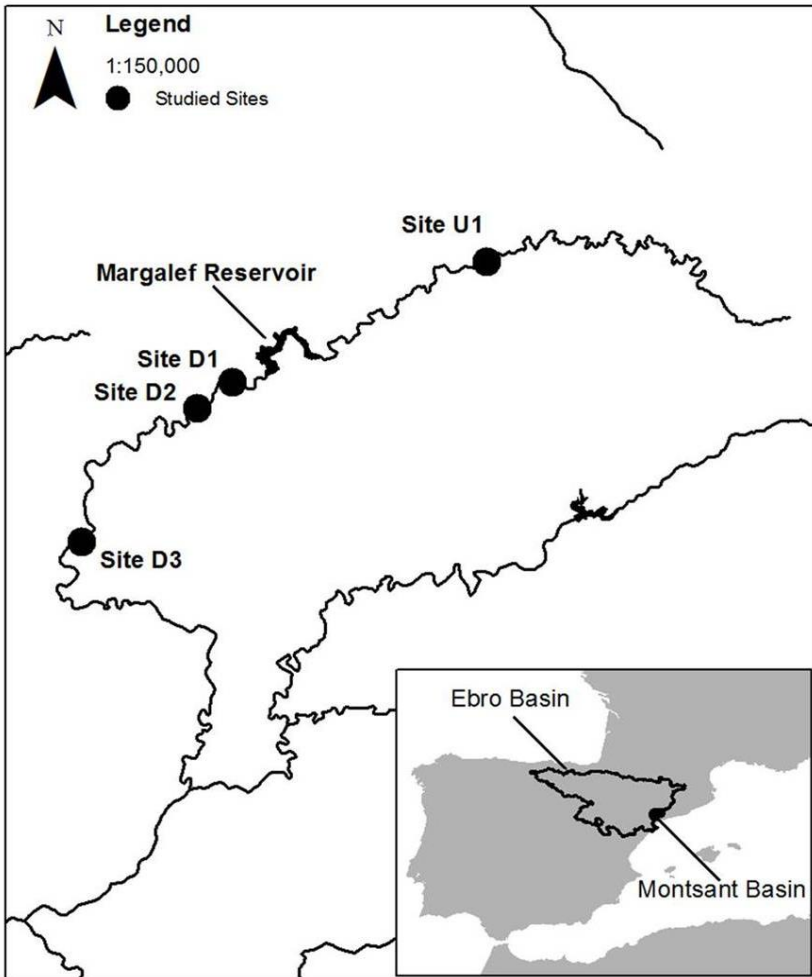 N
Legend
1:150,000
Studied Sites
Site U1
Margalef Reservoir
Site D1
Site D2
Site D3
Ebro Basin
Montsant Basin